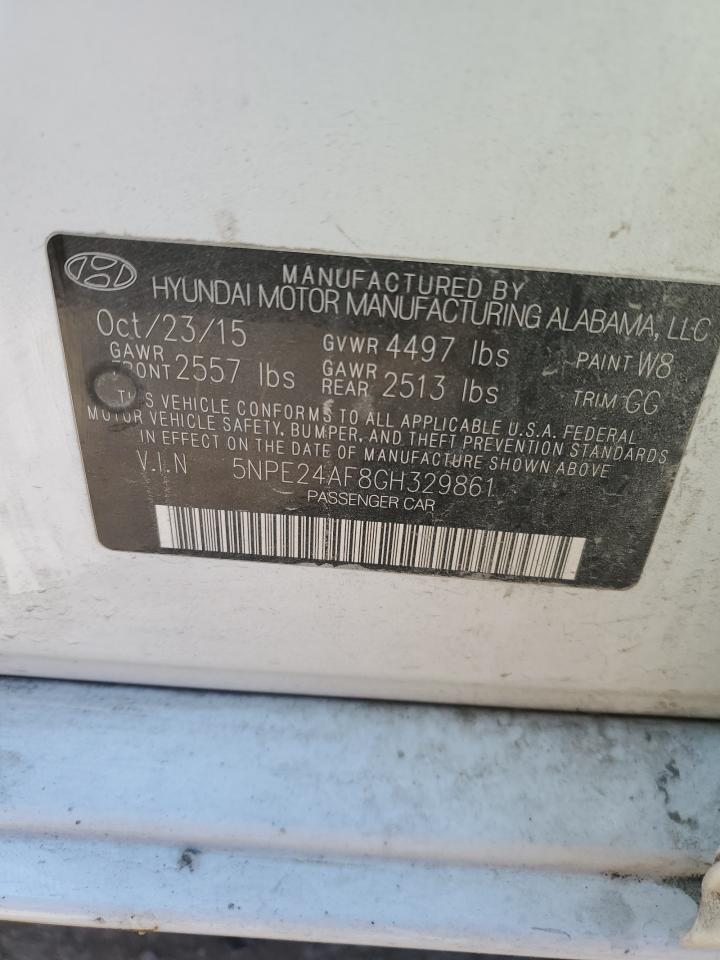 MANUFACTURED BY
HYUNDAI MOTOR MANUFACTURING ALABAMA, LLC
Oct/23/15 GVWR 4497 lbs PAINT W8
GAWR FRONT 2557 lbs GAWR REAR 2513 lbs TRIM GG
THIS VEHICLE CONFORMS TO ALL APPLICABLE U.S.A. FEDERAL
MOTOR VEHICLE SAFETY, BUMPER, AND THEFT PREVENTION STANDARDS
IN EFFECT ON THE DATE OF MANUFACTURE SHOWN ABOVE
V.I.N 5NPE24AF8GH329861
PASSENGER CAR